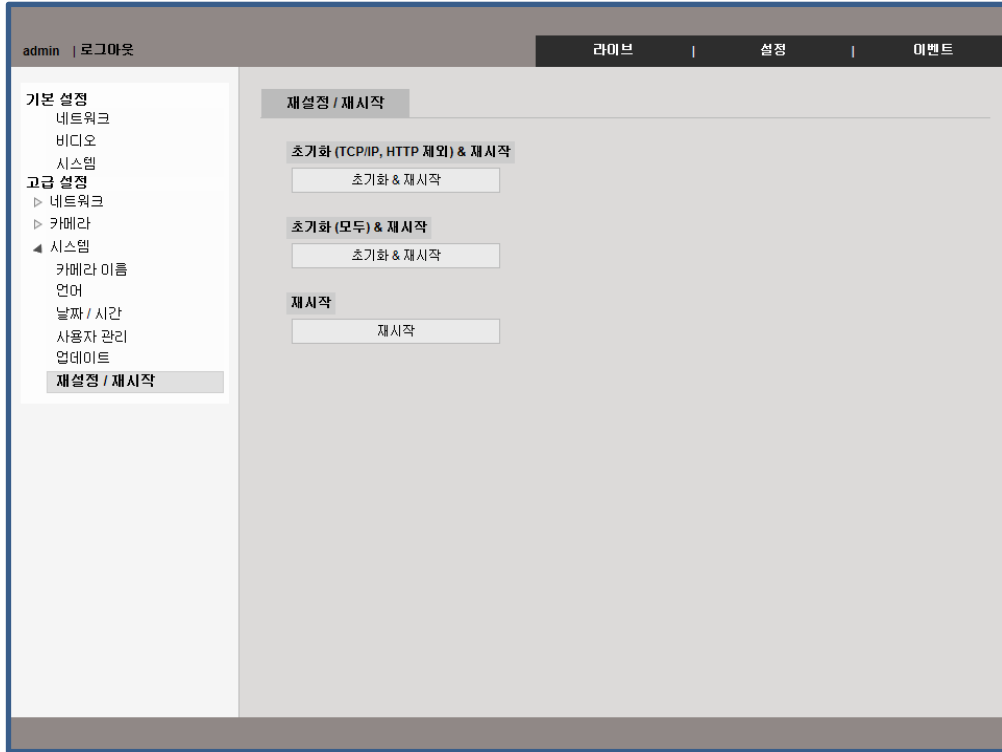 admin | 로그아웃
라이브 | 설정 | 이벤트
기본 설정
네트워크
비디오
시스템
고급 설정
▷ 네트워크
▷ 카메라
◢ 시스템
카메라 이름
언어
날짜 / 시간
사용자 관리
업데이트
재설정 / 재시작
재설정 / 재시작
초기화 (TCP/IP, HTTP 제외) & 재시작
초기화 & 재시작
초기화 (모두) & 재시작
초기화 & 재시작
재시작
재시작